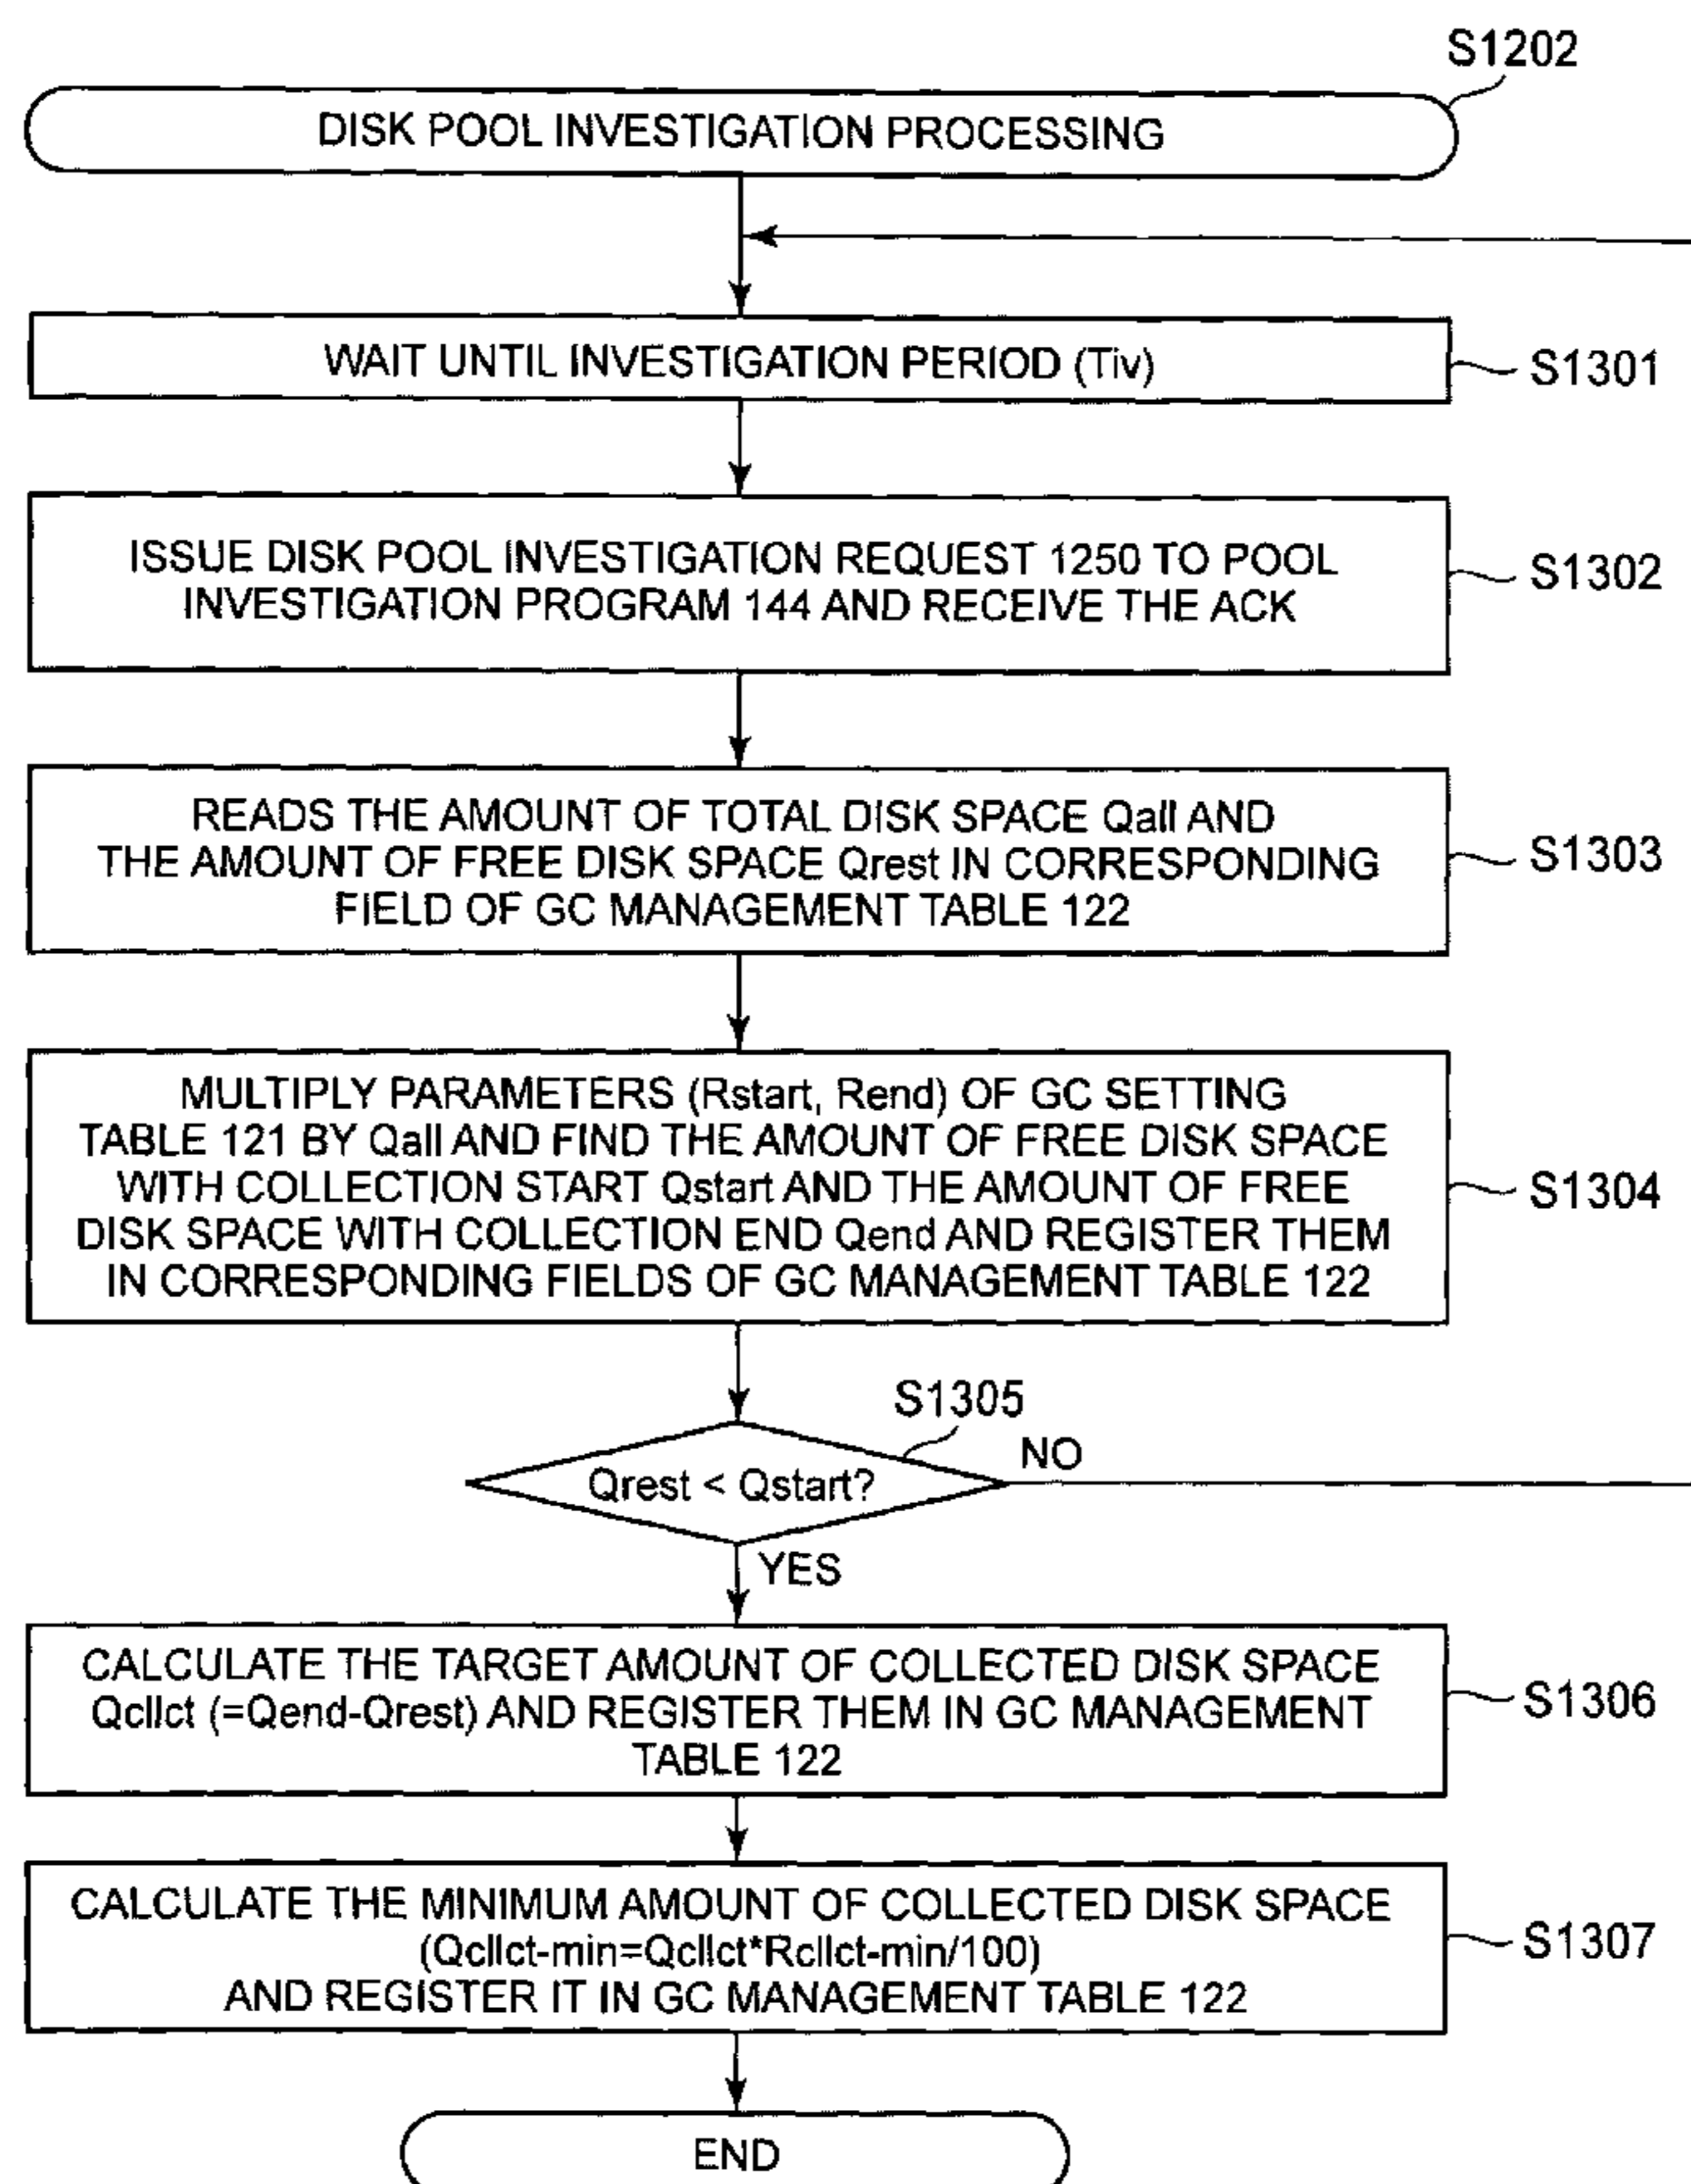 S1202
DISK POOL INVESTIGATION PROCESSING
WAIT UNTIL INVESTIGATION PERIOD (Tiv)
S1301
ISSUE DISK POOL INVESTIGATION REQUEST 1250 TO POOL
INVESTIGATION PROGRAM 144 AND RECEIVE THE ACK
S1302
READS THE AMOUNT OF TOTAL DISK SPACE Qall AND
THE AMOUNT OF FREE DISK SPACE Qrest IN CORRESPONDING
FIELD OF GC MANAGEMENT TABLE 122
S1303
MULTIPLY PARAMETERS (Rstart, Rend) OF GC SETTING
TABLE 121 BY Qall AND FIND THE AMOUNT OF FREE DISK SPACE
WITH COLLECTION START Qstart AND THE AMOUNT OF FREE
DISK SPACE WITH COLLECTION END Qend AND REGISTER THEM
IN CORRESPONDING FIELDS OF GC MANAGEMENT TABLE 122
S1304
S1305
NO
Qrest < Qstart?
YES
CALCULATE THE TARGET AMOUNT OF COLLECTED DISK SPACE
Qcllct (=Qend-Qrest) AND REGISTER THEM IN GC MANAGEMENT
TABLE 122
S1306
CALCULATE THE MINIMUM AMOUNT OF COLLECTED DISK SPACE
(Qcllct-min=Qcllct*Rcllct-min/100)
AND REGISTER IT IN GC MANAGEMENT TABLE 122
S1307
END